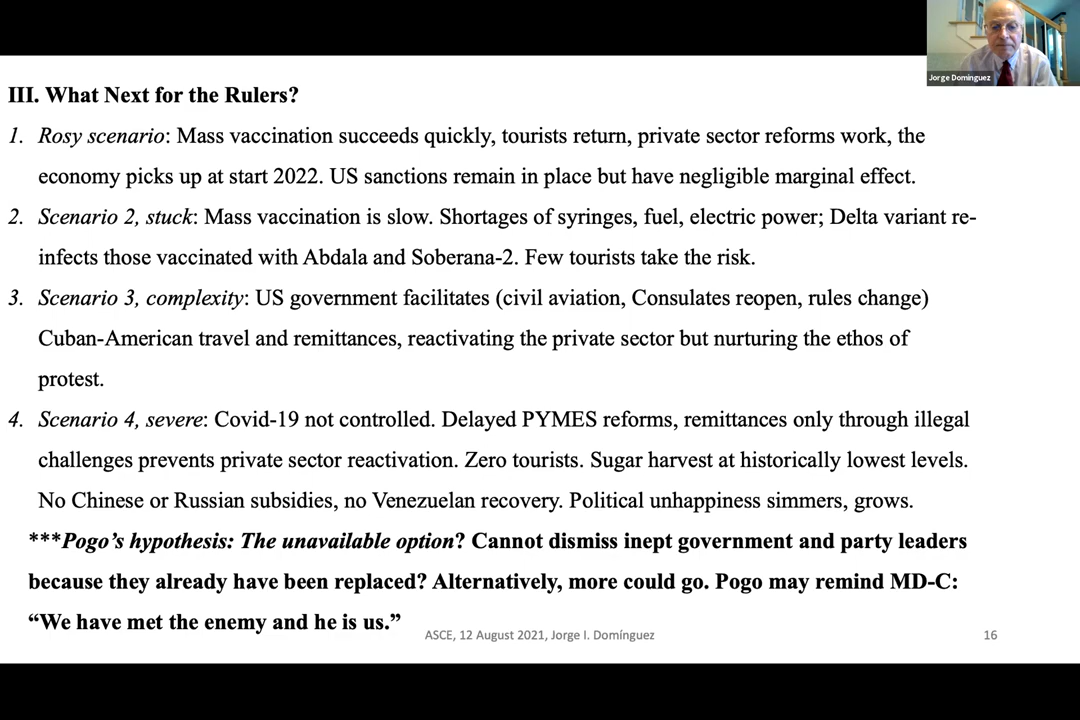 Jorge Dominguez
III. What Next for the Rulers?
1. Rosy scenario: Mass vaccination succeeds quickly, tourists return, private sector reforms work, the
economy picks up at start 2022. US sanctions remain in place but have negligible marginal effect.
2. Scenario 2, stuck: Mass vaccination is slow. Shortages of syringes, fuel, electric power; Delta variant re-
infects those vaccinated with Abdala and Soberana-2. Few tourists take the risk.
3. Scenario 3, complexity: US government facilitates (civil aviation, Consulates reopen, rules change)
Cuban-American travel and remittances, reactivating the private sector but nurturing the ethos of
protest.
4. Scenario 4, severe: Covid-19 not controlled. Delayed PYMES reforms, remittances only through illegal
challenges prevents private sector reactivation. Zero tourists. Sugar harvest at historically lowest levels.
No Chinese or Russian subsidies, no Venezuelan recovery. Political unhappiness simmers, grows.
***Pogo’s hypothesis: The unavailable option? Cannot dismiss inept government and party leaders
because they already have been replaced? Alternatively, more could go. Pogo may remind MD-C:
“We have met the enemy and he is us.”
ASCE, 12 August 2021, Jorge I. Domínguez
16